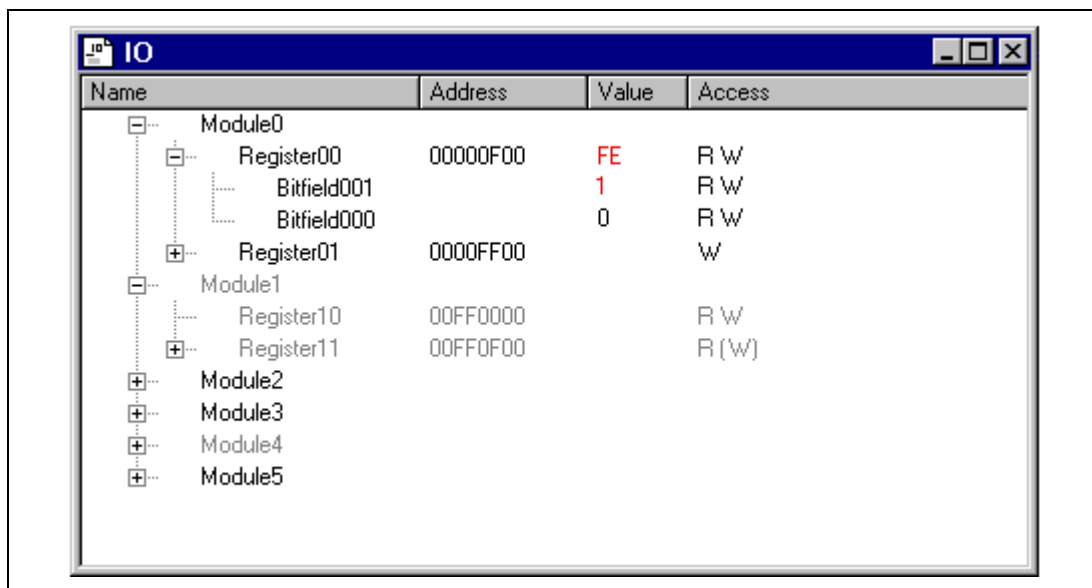 IO
Name Address Value Access
Module0
Register00 00000F00 FE R W
Bitfield001 1 R W
Bitfield000 0 R W
Register01 0000FF00 W
Module1
Register10 00FF0000 R W
Register11 00FF0F00 R (W)
Module2
Module3
Module4
Module5